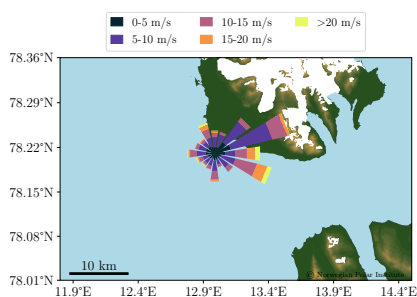 0-5 m/s 10-15 m/s >20 m/s
5-10 m/s 15-20 m/s
78.36°N
78.29°N
78.22°N
78.15°N
78.08°N
78.01°N
10 km
© Norwegian Polar Institute
11.9°E 12.4°E 12.9°E 13.4°E 13.9°E 14.4°E